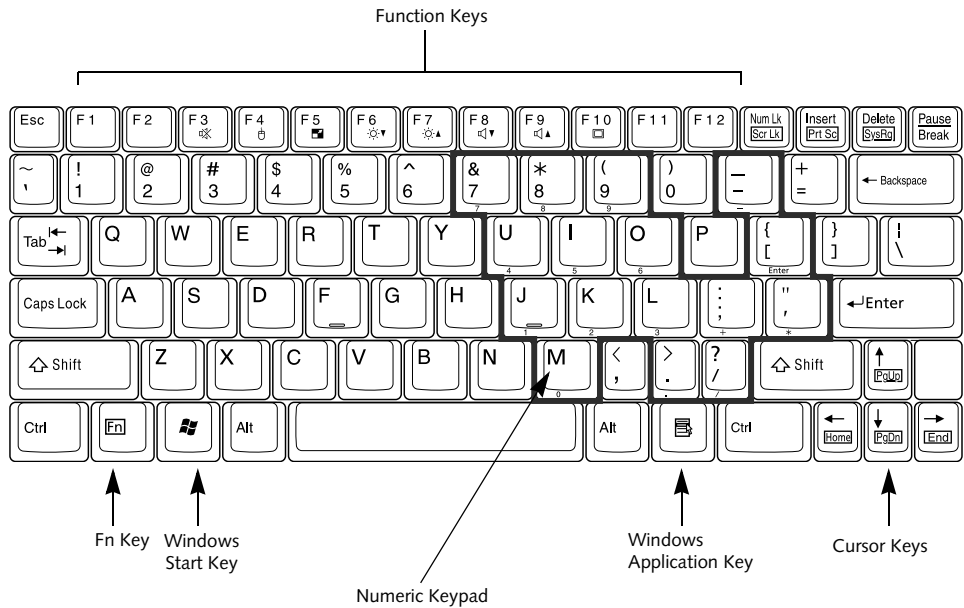 Function Keys
Esc F1 F2 F3 F4 F5 F6 F7 F8 F9 F10 F11 F12 Num Lk Insert Delete Pause
Scr Lk Prt Sc SysRq Break
~ ! @ # $ % ^ & * ( ) — +
` 1 2 3 4 5 6 7 8 9 0 - = ← Backspace
7 8 9 -
Tab Q W E R T Y U I O P { } ¦
[ ] \
4 5 6 Enter
Caps Lock A S D F G H J K L : " ↵Enter
; '
1 2 3 + *
Shift Z X C V B N M < > ? Shift ↑
, . / PgUp
0 . /
Ctrl Fn Alt Alt Ctrl ← ↓ →
Home PgDn End
Fn Key Windows Windows Cursor Keys
Start Key Application Key
Numeric Keypad